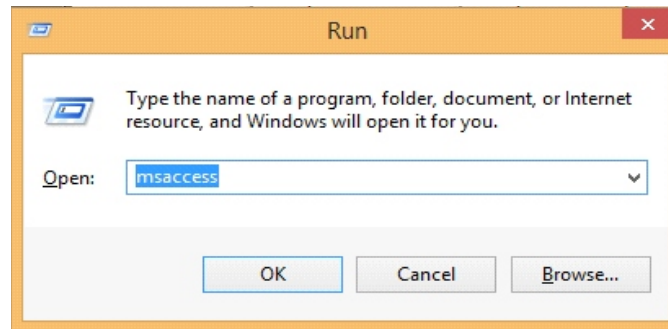 Run
Type the name of a program, folder, document, or Internet
resource, and Windows will open it for you.
Open: msaccess
OK Cancel Browse...